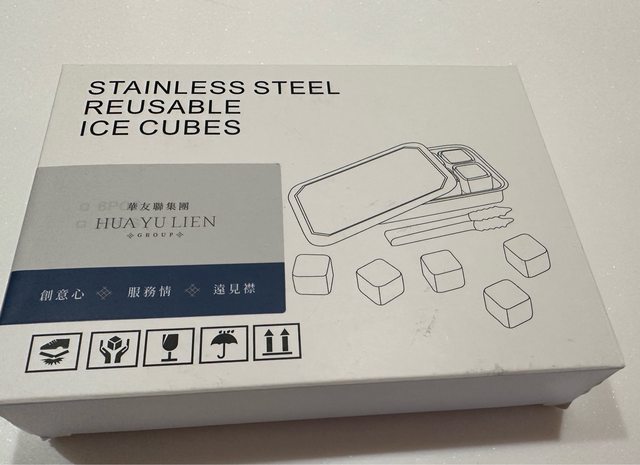 STAINLESS STEEL
REUSABLE
ICE CUBES
華友聯集團
HUA YU LIEN
GROUP
創意心 服務情 遠見襟